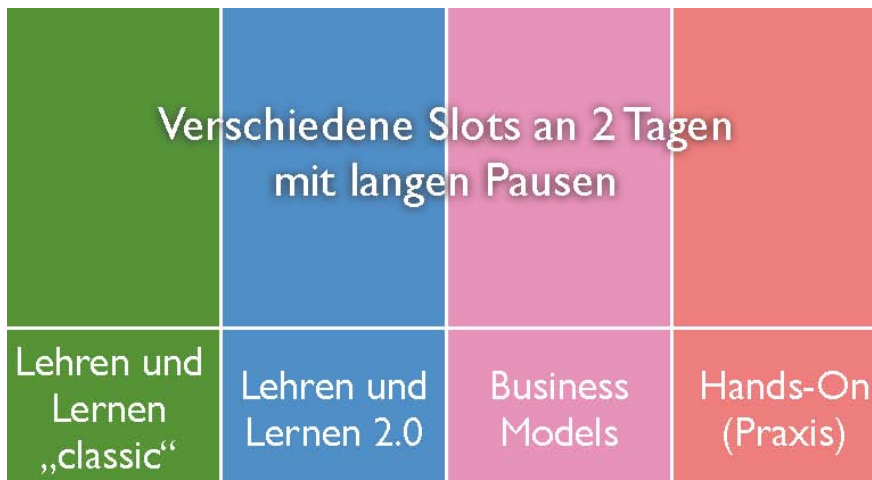 Verschiedene Slots an 2 Tagen
mit langen Pausen
Lehren und
Lernen
„classic“
Lehren und
Lernen 2.0
Business
Models
Hands-On
(Praxis)